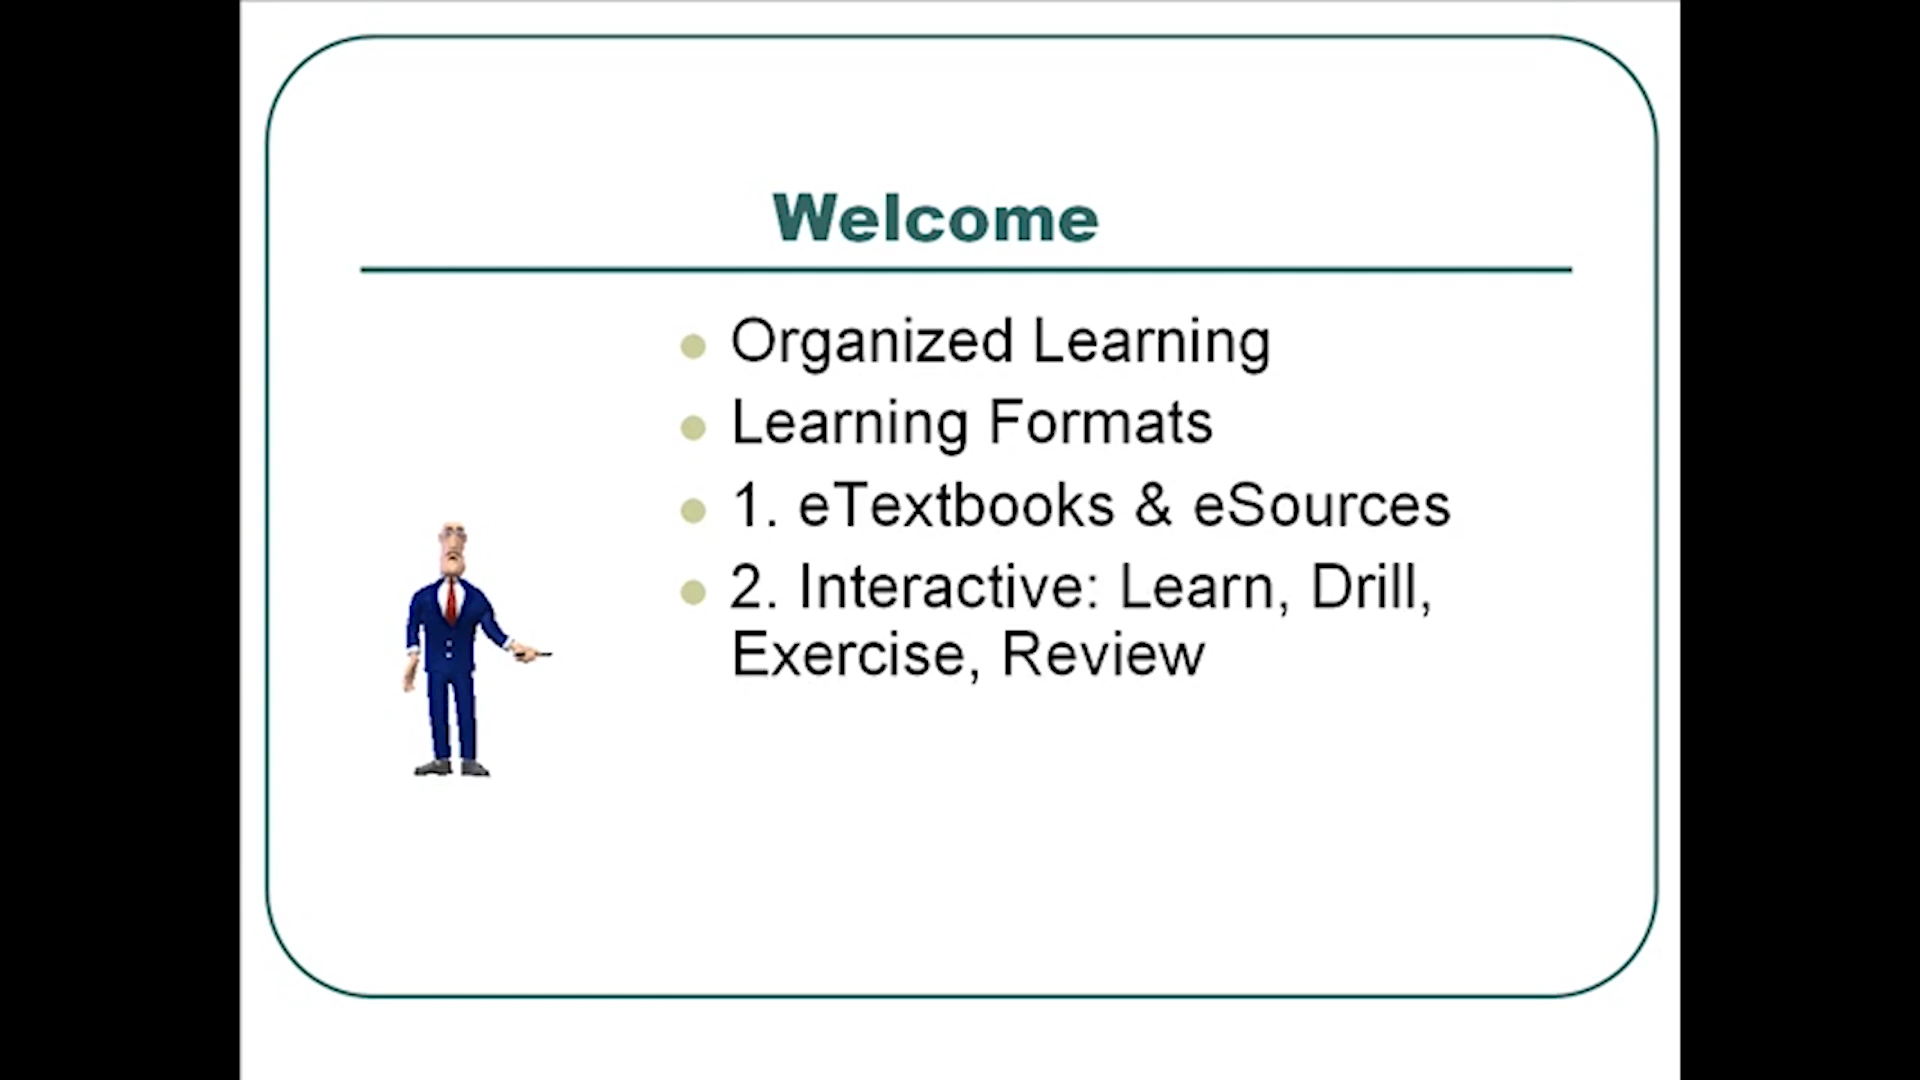 Welcome
Organized Learning
Learning Formats
1. eTextbooks & eSources
2. Interactive: Learn, Drill,
Exercise, Review